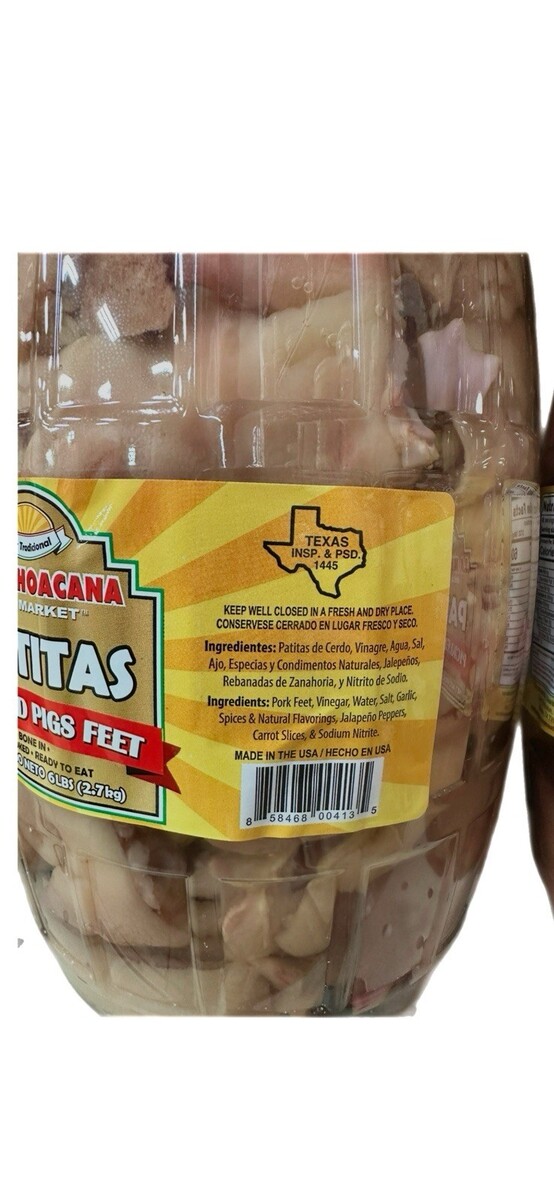 Tradicional
HOACANA
MARKET™
TITAS
D PIGS FEET
BONE IN •
KED • READY TO EAT
O NETO 6LBS (2.7kg)
TEXAS
INSP. & PSD.
1445
KEEP WELL CLOSED IN A FRESH AND DRY PLACE.
CONSERVESE CERRADO EN LUGAR FRESCO Y SECO.
Ingredientes: Patitas de Cerdo, Vinagre, Agua, Sal,
Ajo, Especias y Condimentos Naturales, Jalepeños,
Rebanadas de Zanahoria, y Nitrito de Sodio.
Ingredients: Pork Feet, Vinegar, Water, Salt, Garlic,
Spices & Natural Flavorings, Jalapeño Peppers,
Carrot Slices, & Sodium Nitrite.
MADE IN THE USA / HECHO EN USA
8 58468 00413 5